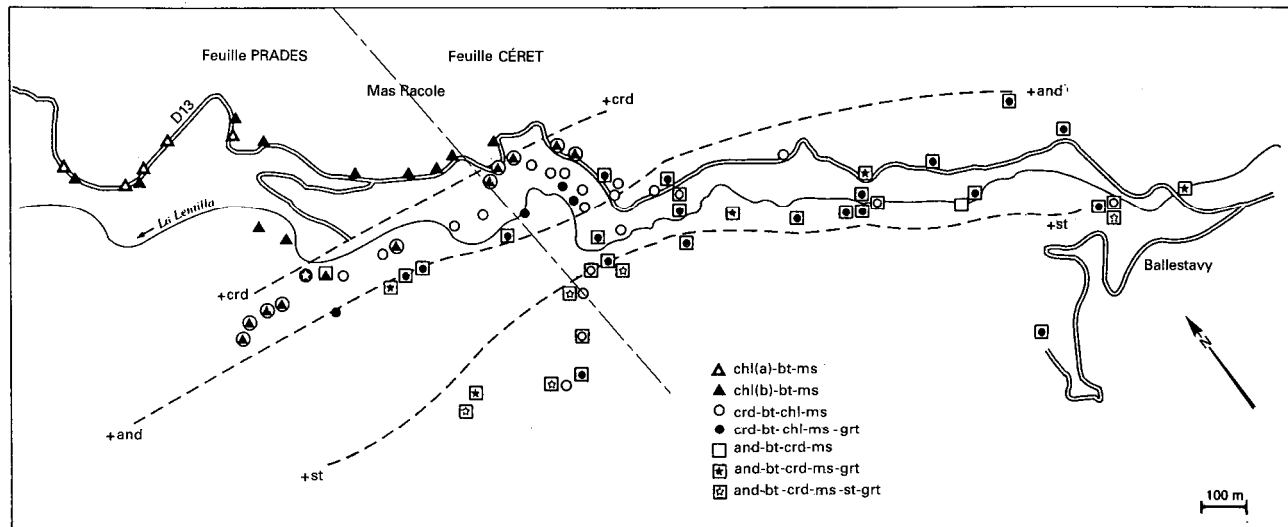 Feuille PRADES
Feuille CÉRET
Mas Racole
D13
+crd
+and
La Lentilla
+st
Ballestavy
+crd
N
+and
+st
chl(a)-bt-ms
chl(b)-bt-ms
crd-bt-chl-ms
crd-bt-chl-ms-grt
and-bt-crd-ms
and-bt-crd-ms-grt
and-bt-crd-ms-st-grt
100 m